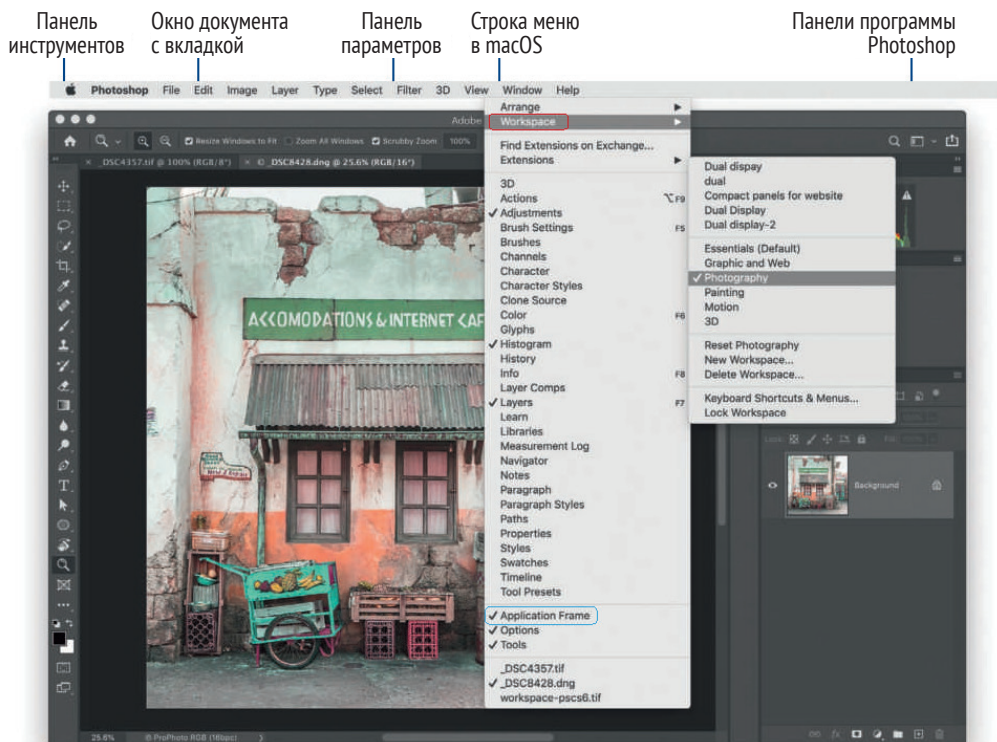 Панель инструментов
Окно документа с вкладкой
Панель параметров
Строка меню в macOS
Панели программы Photoshop
Photoshop File Edit Image Layer Type Select Filter 3D View Window Help
Adobe
Resize Windows to Fit Zoom All Windows Scrubby Zoom 100%
× _DSC4357.tif @ 100% (RGB/8*) × © _DSC8428.dng @ 25.6% (RGB/16*)
ACCOMODATIONS & INTERNET CAF
Arrange
Workspace
Find Extensions on Exchange...
Extensions
3D
Actions ⌥F9
✓ Adjustments
Brush Settings F5
Brushes
Channels
Character
Character Styles
Clone Source
Color F6
Glyphs
✓ Histogram
History
Info F8
Layer Comps
✓ Layers F7
Learn
Libraries
Measurement Log
Navigator
Notes
Paragraph
Paragraph Styles
Paths
Properties
Styles
Swatches
Timeline
Tool Presets
✓ Application Frame
✓ Options
✓ Tools
_DSC4357.tif
✓ _DSC8428.dng
workspace-pscs6.tif
Dual dispay
dual
Compact panels for website
Dual Display
Dual display-2
Essentials (Default)
Graphic and Web
✓ Photography
Painting
Motion
3D
Reset Photography
New Workspace...
Delete Workspace...
Keyboard Shortcuts & Menus...
Lock Workspace
Lock: Fill:
Background
25.6% © ProPhoto RGB (16bpc)